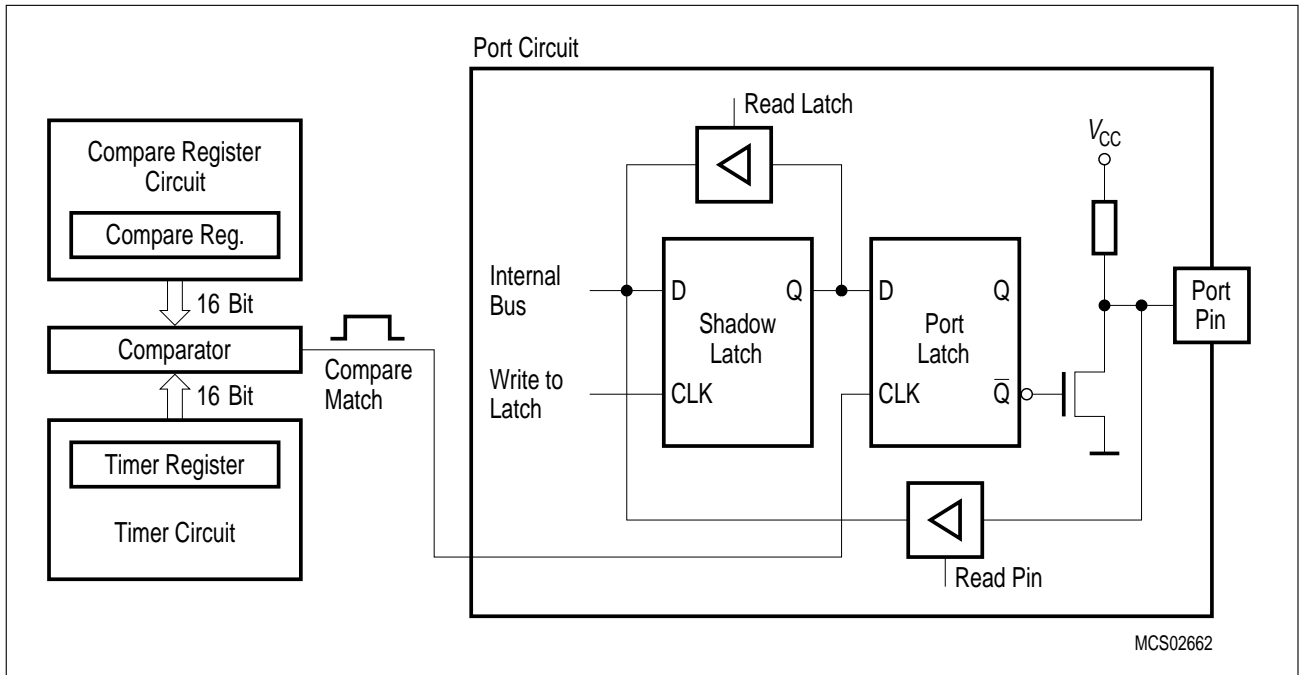 Port Circuit
Read Latch
V
CC
Compare Register
Circuit
Compare Reg.
16 Bit
Comparator
16 Bit
Timer Register
Timer Circuit
Compare
Match
Internal
Bus
Write to
Latch
D Q
Shadow
Latch
CLK
D Q
Port
Latch
CLK Q̅
Port
Pin
Read Pin
MCS02662